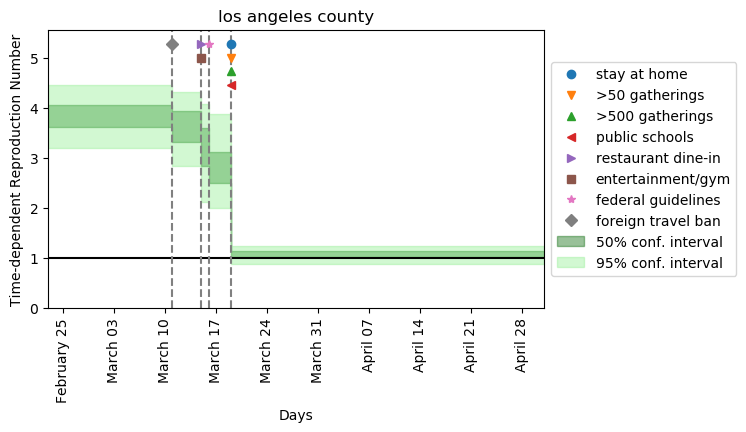 los angeles county
Time-dependent Reproduction Number
5
4
3
2
1
0
February 25
March 03
March 10
March 17
March 24
March 31
April 07
April 14
April 21
April 28
Days
stay at home
>50 gatherings
>500 gatherings
public schools
restaurant dine-in
entertainment/gym
federal guidelines
foreign travel ban
50% conf. interval
95% conf. interval